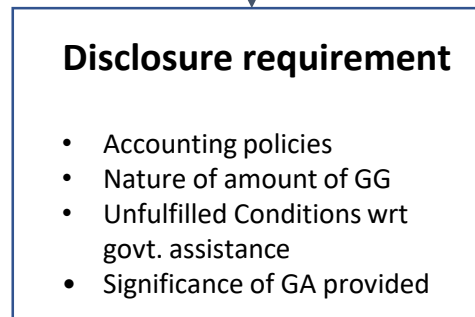 Disclosure requirement
• Accounting policies
• Nature of amount of GG
• Unfulfilled Conditions wrt
govt. assistance
• Significance of GA provided